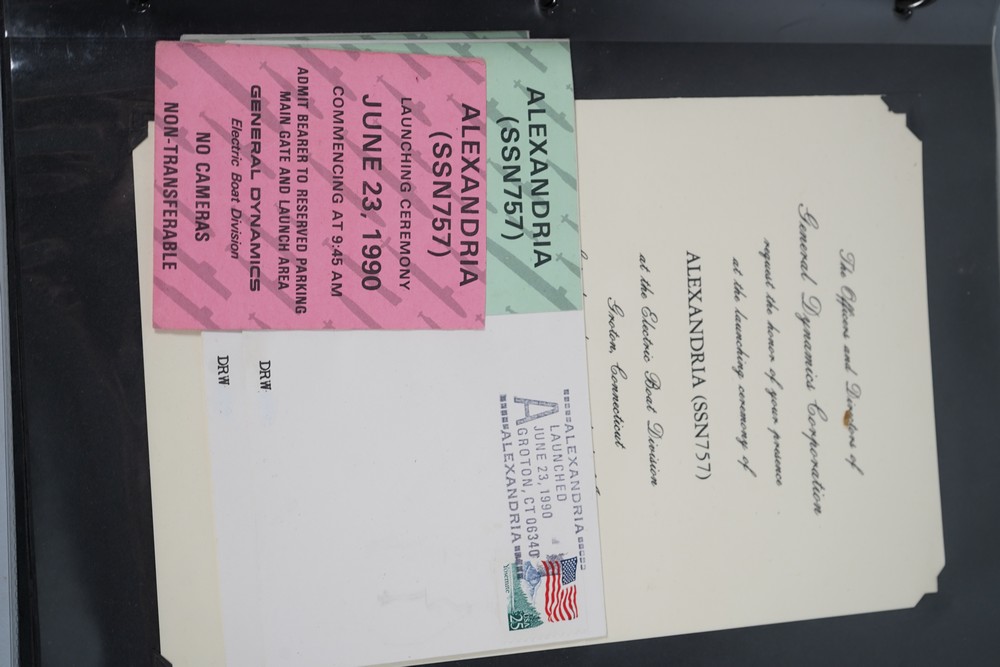 ALEXANDRIA
(SSN757)
LAUNCHING CEREMONY
JUNE 23, 1990
COMMENCING AT 9:45 AM
ADMIT BEARER TO RESERVED PARKING
MAIN GATE AND LAUNCH AREA
GENERAL DYNAMICS
Electric Boat Division
NO CAMERAS
NON-TRANSFERABLE
ALEXANDRIA
(SSN757)
The Officers and Directors of
General Dynamics Corporation
request the honor of your presence
at the launching ceremony of
ALEXANDRIA (SSN757)
at the Electric Boat Division
Groton, Connecticut
ALEXANDRIA
LAUNCHED
JUNE 23, 1990
GROTON, CT 06340
ALEXANDRIA
A
Yosemite
USA
25
DRW
DRW